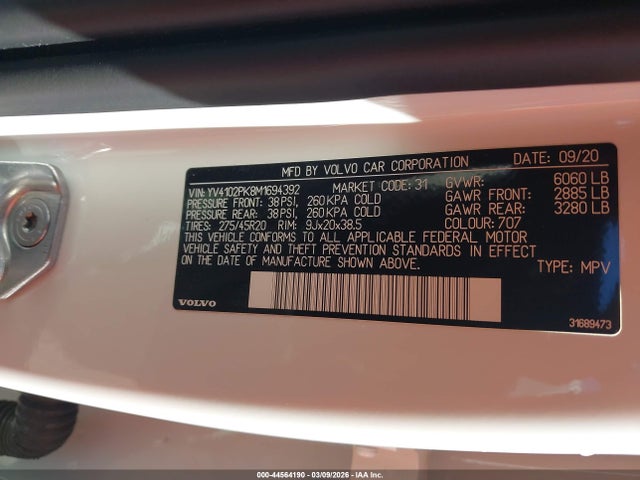 MFD BY VOLVO CAR CORPORATION DATE: 09/20
VIN: YV4102PK8M1694392 MARKET CODE: 31 GVWR: 6060 LB
PRESSURE FRONT: 38 PSI, 260 KPA COLD GAWR FRONT: 2885 LB
PRESSURE REAR: 38 PSI, 260 KPA COLD GAWR REAR: 3280 LB
TIRES: 275/45R20 RIM: 9Jx20x38.5 COLOUR: 707
THIS VEHICLE CONFORMS TO ALL APPLICABLE FEDERAL MOTOR
VEHICLE SAFETY AND THEFT PREVENTION STANDARDS IN EFFECT
ON THE DATE OF MANUFACTURE SHOWN ABOVE.
TYPE: MPV
VOLVO
31689473
000-44564190 - 03/09/2026 - IAA Inc.